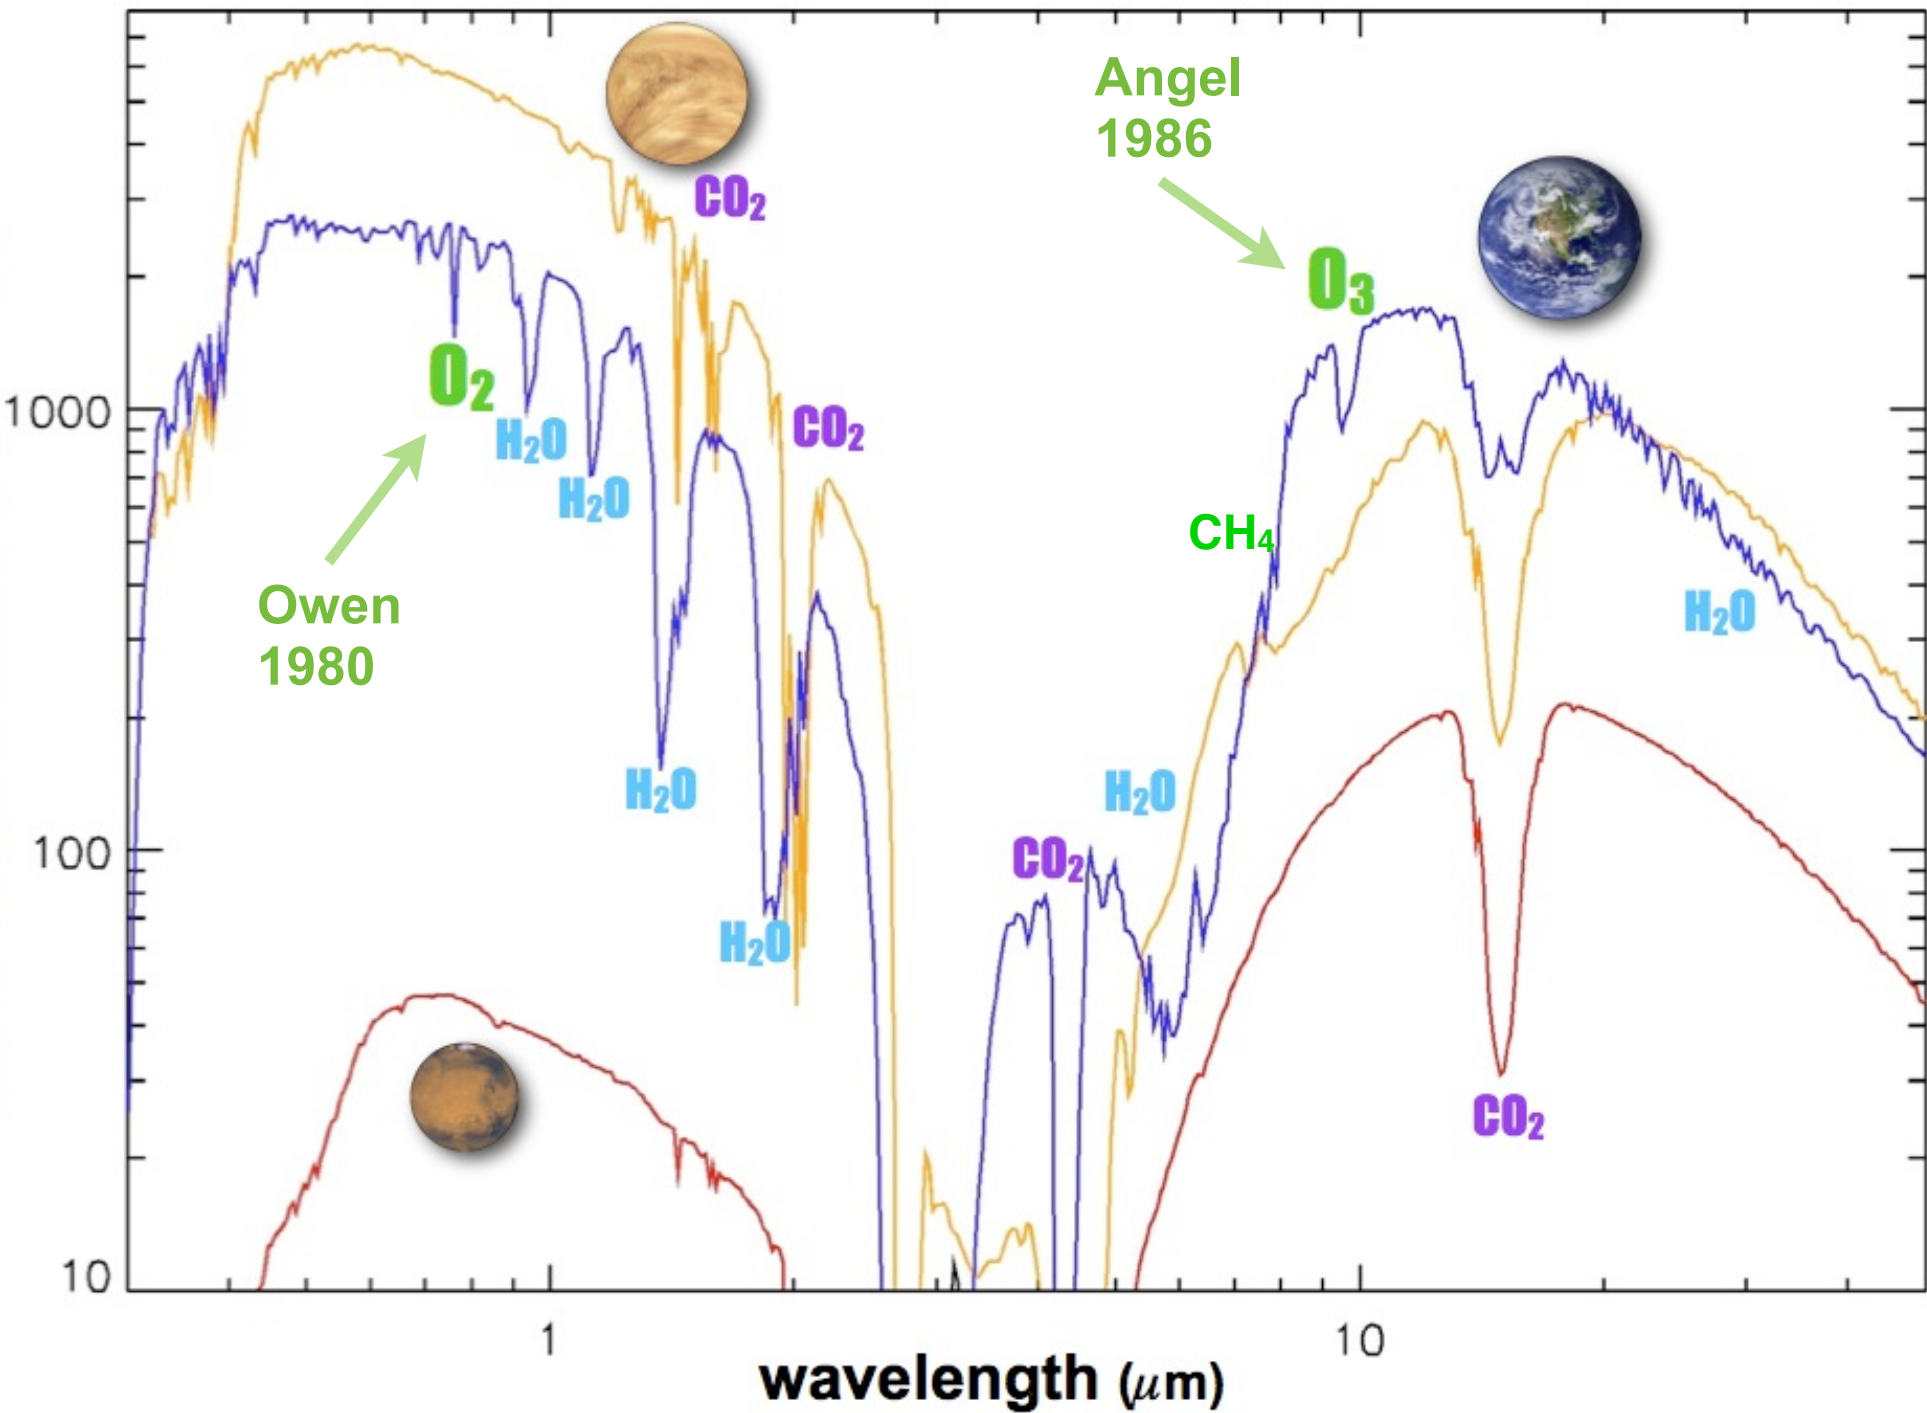 Angel
1986
CO₂
O₃
O₂
1000
H₂O
CO₂
H₂O
CH₄
Owen
1980
H₂O
H₂O
H₂O
100
CO₂
H₂O
CO₂
10
1
10
wavelength (μm)